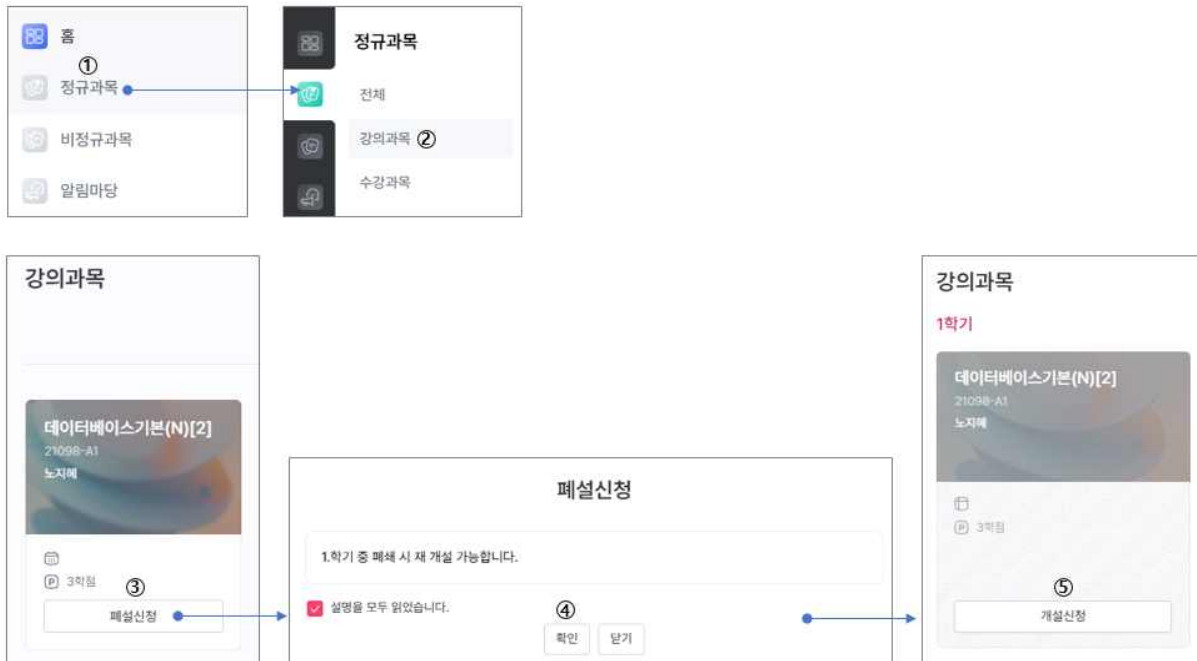 홈
①
정규과목
비정규과목
알림마당
정규과목
전체
강의과목 ②
수강과목
강의과목
데이터베이스기본(N)[2]
21098-A1
노지혜
3학점
③
폐설신청
폐설신청
1.학기 중 폐쇄 시 재 개설 가능합니다.
설명을 모두 읽었습니다.
④
확인 닫기
강의과목
1학기
데이터베이스기본(N)[2]
21098-A1
노지혜
3학점
⑤
개설신청